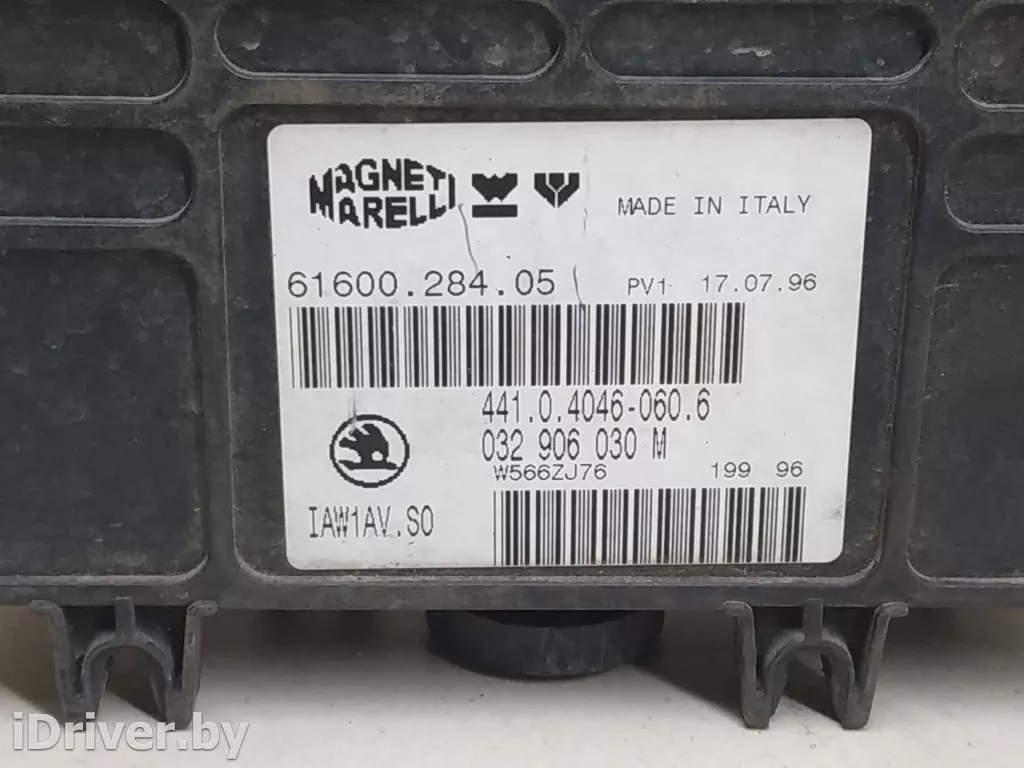 MAGNETI
MARELLI
MADE IN ITALY
61600.284.05 PV1 17.07.96
441.0.4046-060.6
032 906 030 M
W566ZJ76 199 96
IAW1AV.S0
iDriver.by